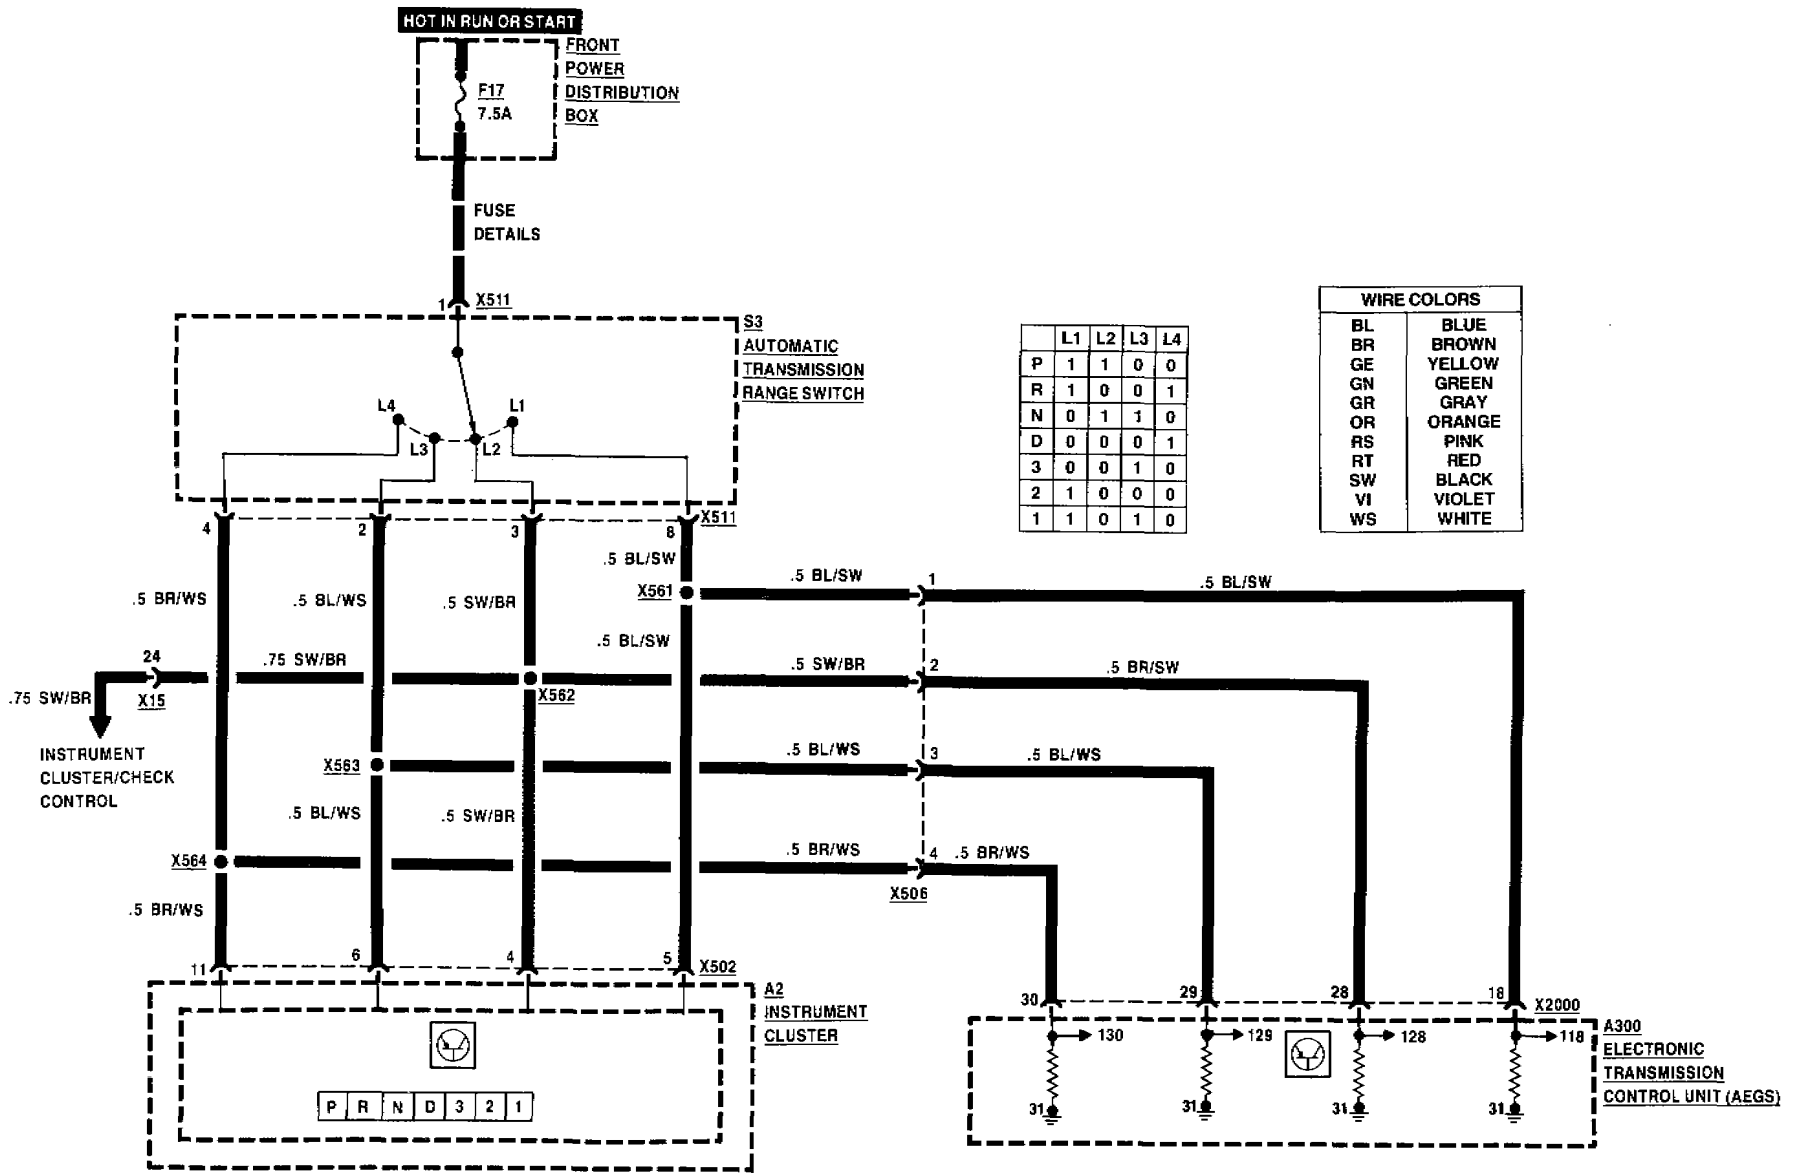 HOT IN RUN OR START
FRONT
POWER
DISTRIBUTION
BOX
F17
7.5A
FUSE
DETAILS
1
X511
S3
AUTOMATIC
TRANSMISSION
RANGE SWITCH
L4
L3
L2
L1
4
2
3
8
X511
L1 L2 L3 L4
P 1 1 0 0
R 1 0 0 1
N 0 1 1 0
D 0 0 0 1
3 0 0 1 0
2 1 0 0 0
1 1 0 1 0
WIRE COLORS
BL BLUE
BR BROWN
GE YELLOW
GN GREEN
GR GRAY
OR ORANGE
RS PINK
RT RED
SW BLACK
VI VIOLET
WS WHITE
.5 BL/SW
.5 BR/WS
.5 BL/WS
.5 SW/BR
X561
.5 BL/SW
1
.5 BL/SW
.5 BL/SW
24
.75 SW/BR
X15
.75 SW/BR
X562
.5 SW/BR
2
.5 BR/SW
INSTRUMENT
CLUSTER/CHECK
CONTROL
X563
.5 BL/WS
3
.5 BL/WS
.5 BL/WS
.5 SW/BR
X564
.5 BR/WS
4
.5 BR/WS
X506
.5 BR/WS
11
6
4
5
X502
A2
INSTRUMENT
CLUSTER
P R N D 3 2 1
30
29
28
18
X2000
130
129
128
118
31
31
31
31
A300
ELECTRONIC
TRANSMISSION
CONTROL UNIT (AEGS)